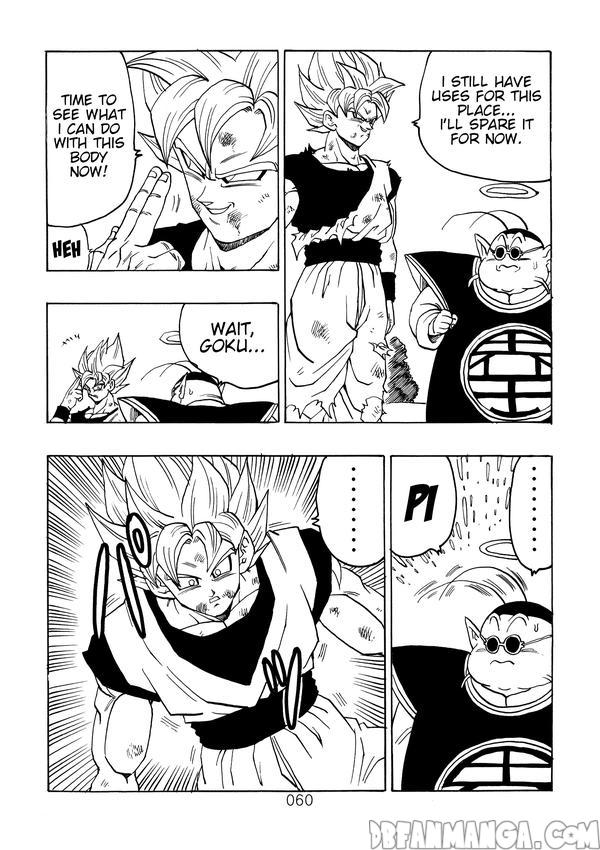 I STILL HAVE
USES FOR THIS
PLACE...
I'LL SPARE IT
FOR NOW.
TIME TO
SEE WHAT
I CAN DO
WITH THIS
BODY
NOW!
HEH
WAIT,
GOKU...
........
PI
........
060
DBFANMANGA.COM